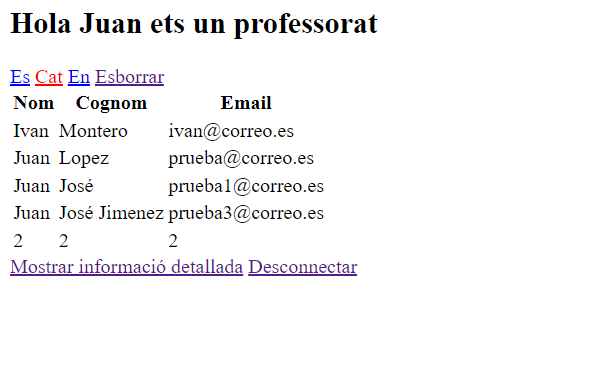 Hola Juan ets un professorat
Es Cat En Esborrar
Nom Cognom Email
Ivan Montero ivan@correo.es
Juan Lopez prueba@correo.es
Juan José prueba1@correo.es
Juan José Jimenez prueba3@correo.es
2 2 2
Mostrar informació detallada Desconnectar